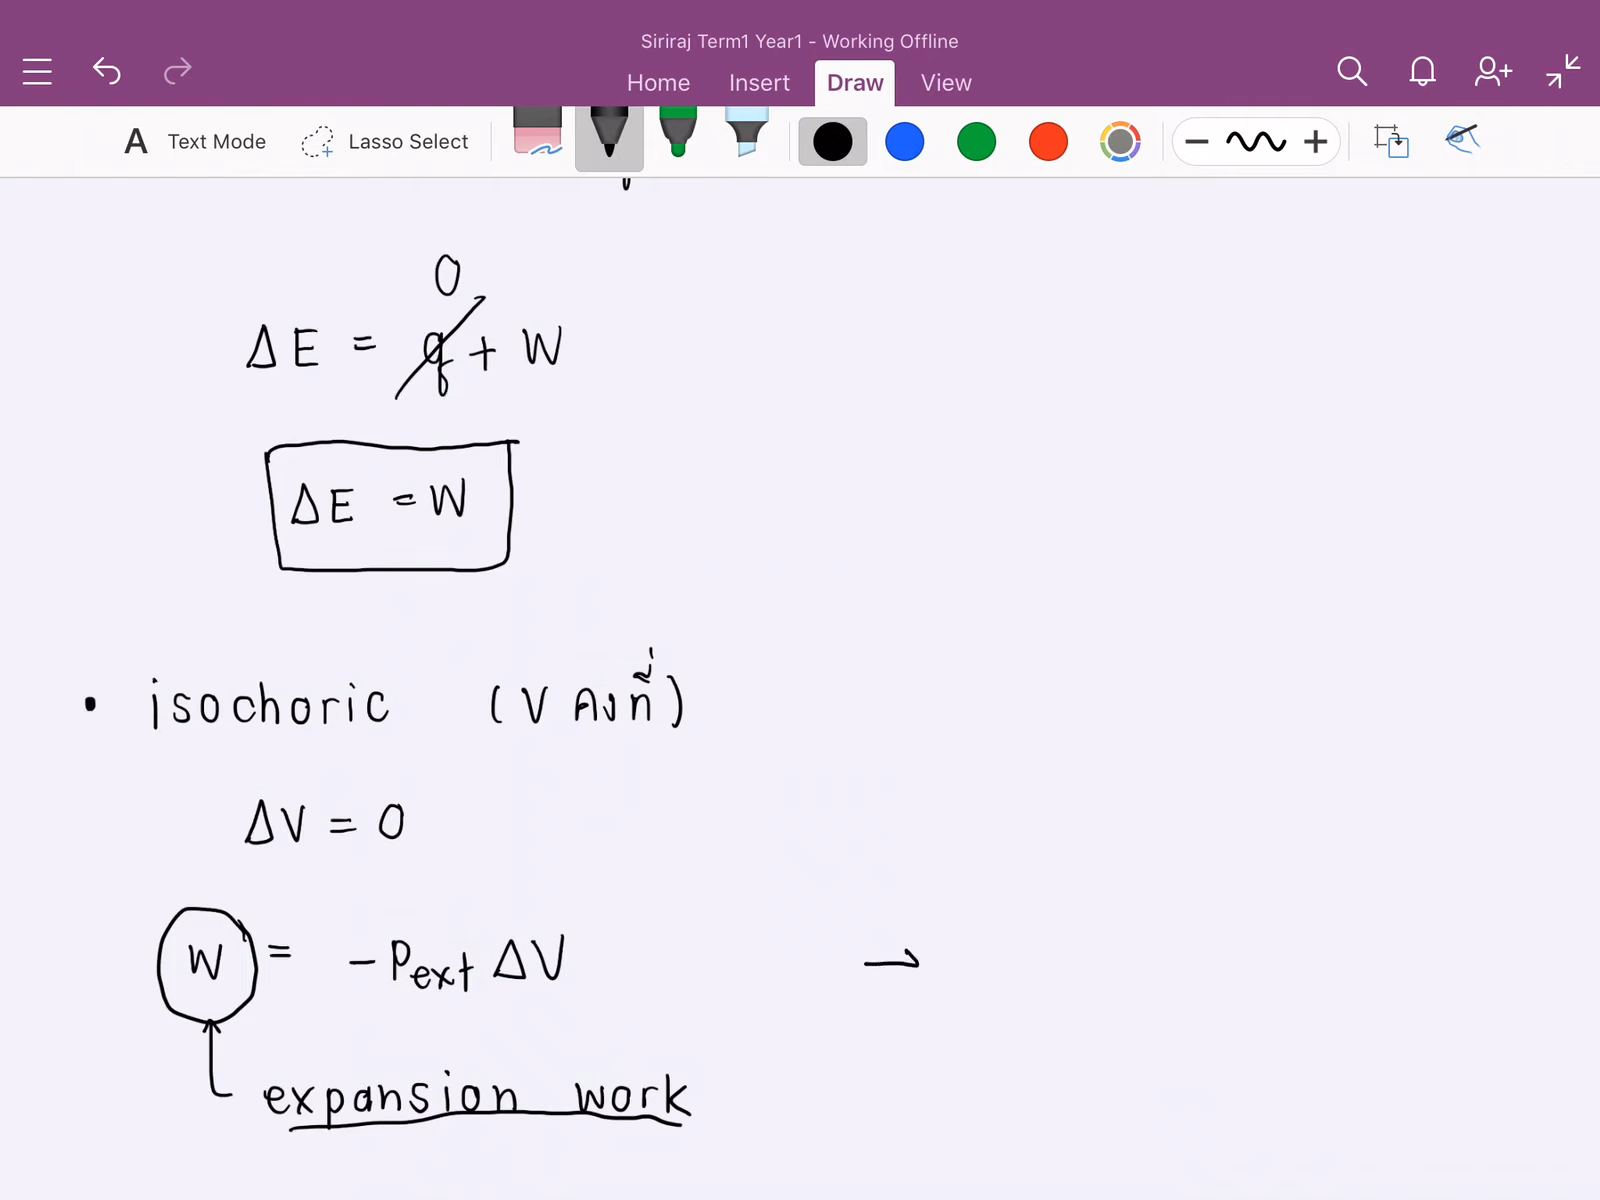 Siriraj Term1 Year1 - Working Offline
Home Insert Draw View
A Text Mode Lasso Select
0
ΔE = q + W
ΔE = W
• isochoric (V คงที่)
ΔV = 0
W = - Pext ΔV →
expansion work